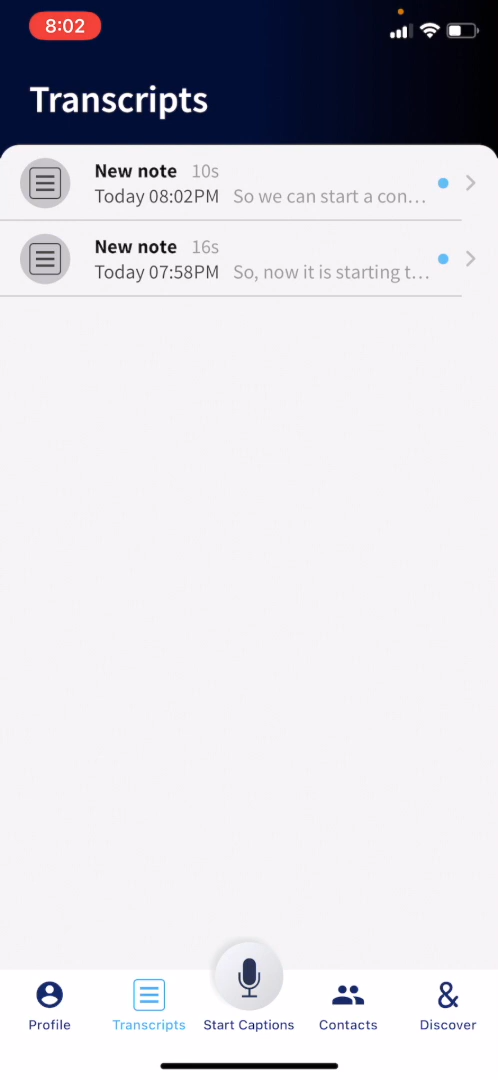 8:02
Transcripts
New note 10s
Today 08:02PM So we can start a con...
New note 16s
Today 07:58PM So, now it is starting t...
Profile Transcripts Start Captions Contacts & Discover